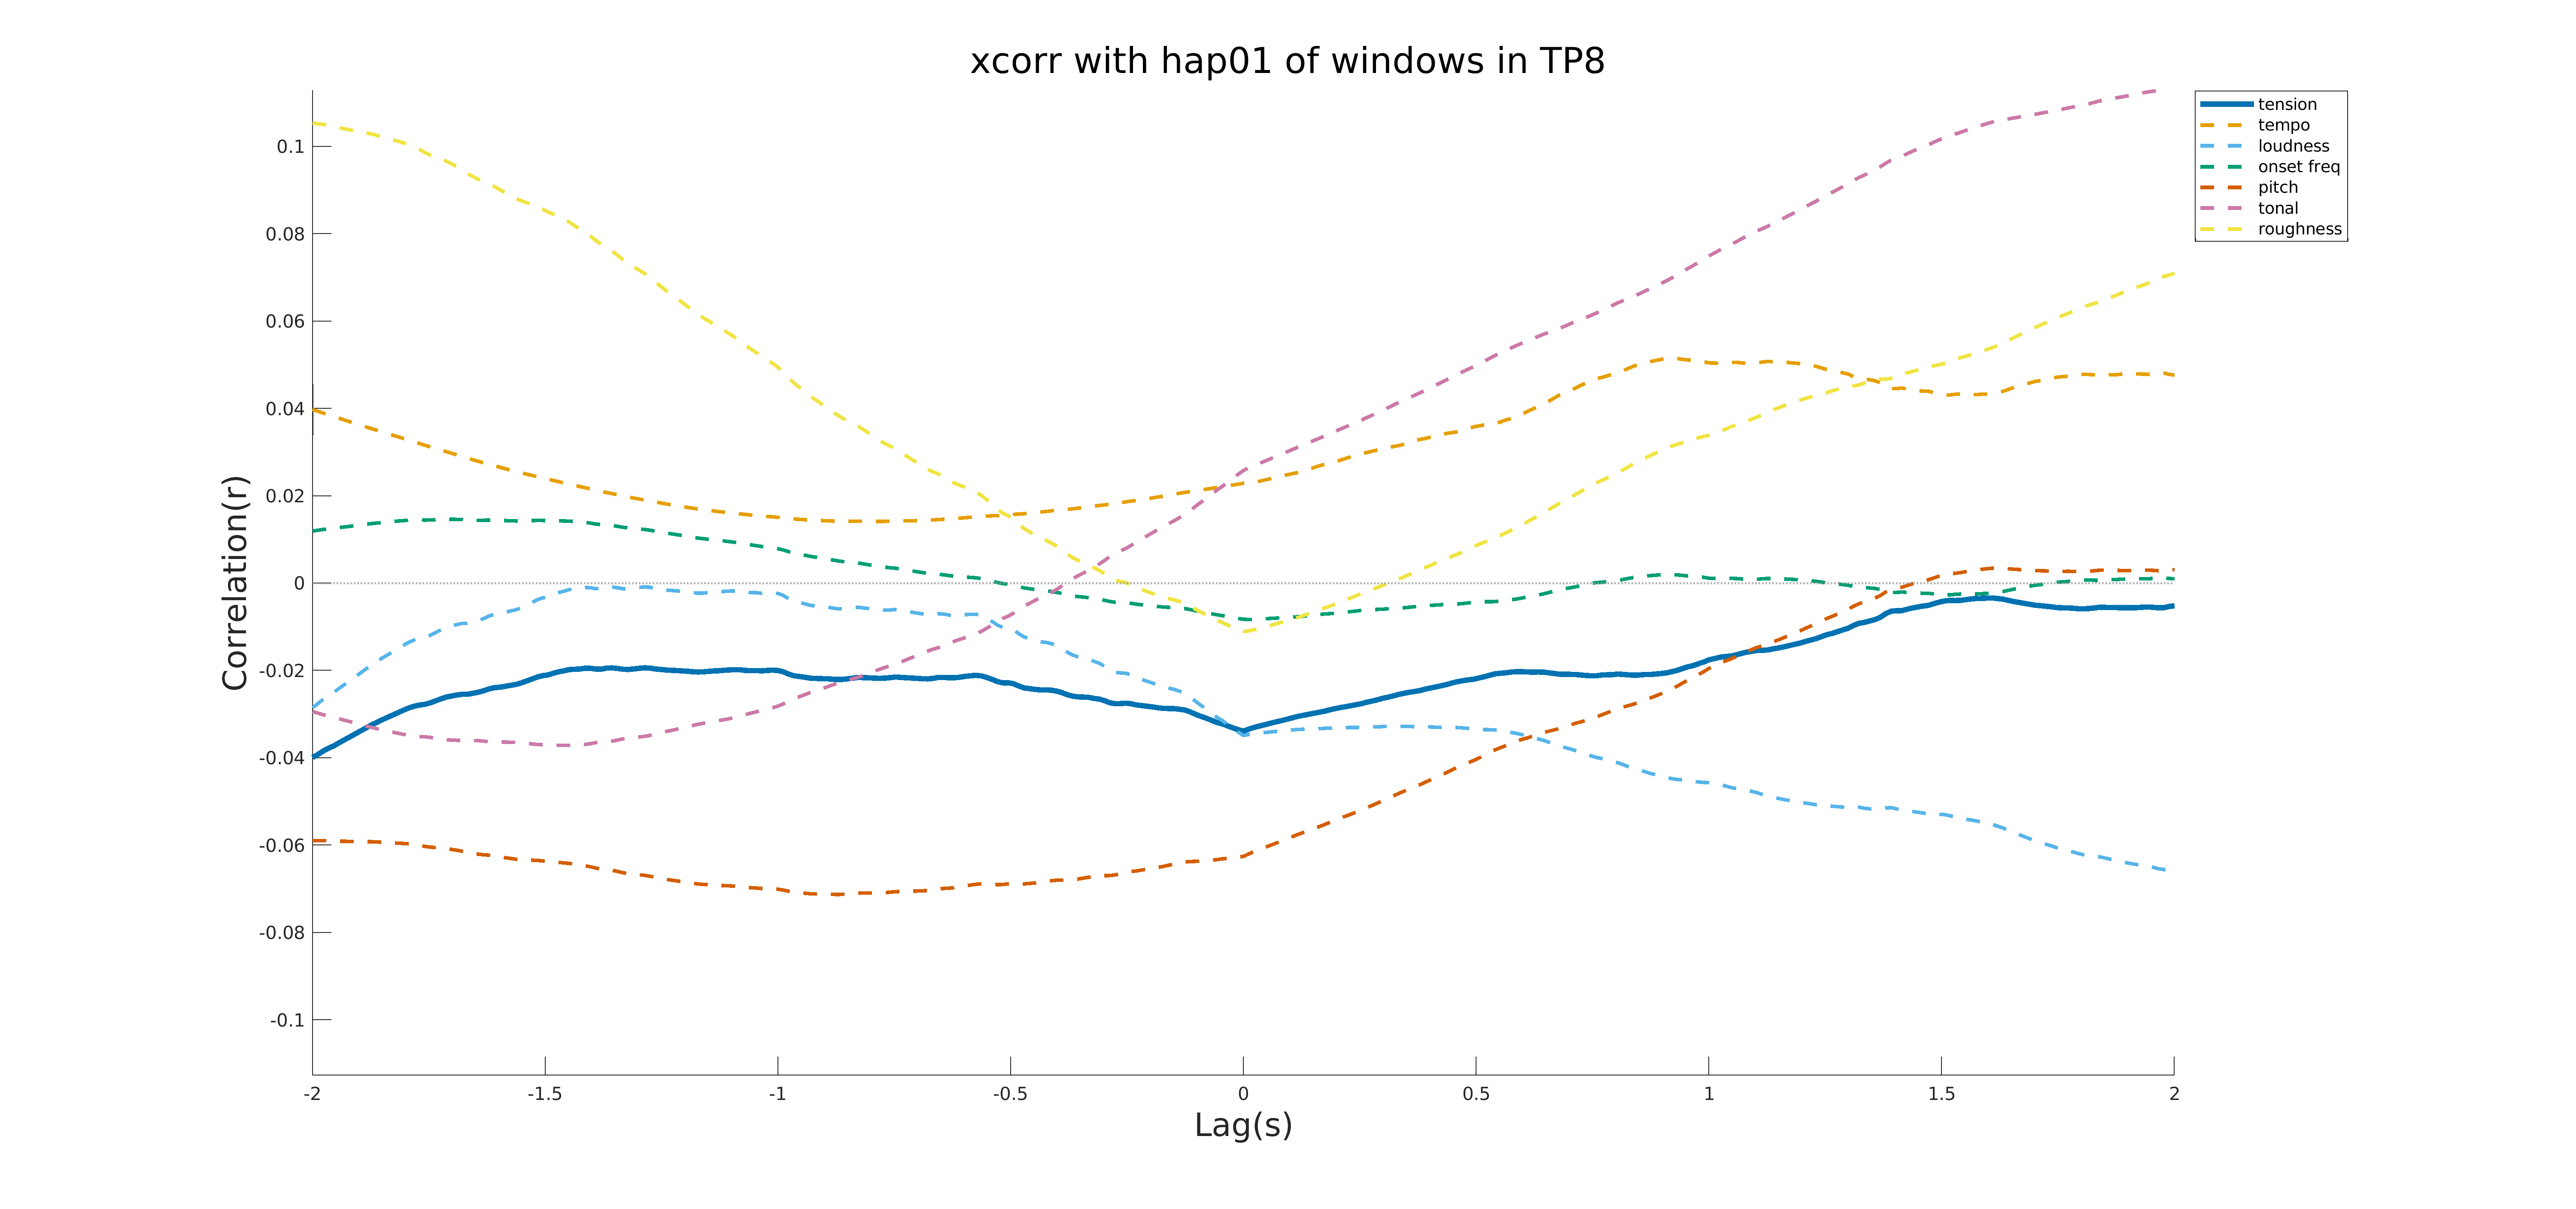 xcorr with hap01 of windows in TP8
tension
tempo
loudness
onset freq
pitch
tonal
roughness
Correlation(r)
0.1
0.08
0.06
0.04
0.02
0
-0.02
-0.04
-0.06
-0.08
-0.1
-2
-1.5
-1
-0.5
0
0.5
1
1.5
2
Lag(s)